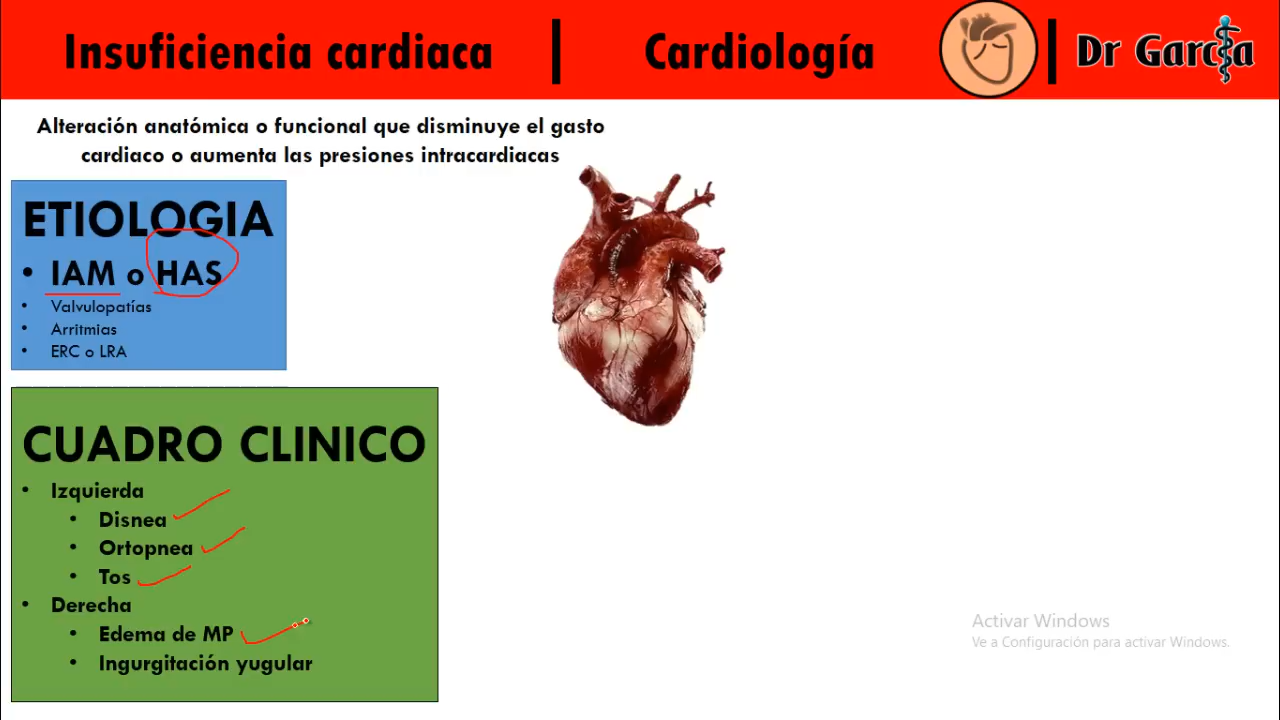 Insuficiencia cardiaca | Cardiología | Dr García
Alteración anatómica o funcional que disminuye el gasto
cardiaco o aumenta las presiones intracardiacas
ETIOLOGIA
• IAM o HAS
• Valvulopatías
• Arritmias
• ERC o LRA
CUADRO CLINICO
• Izquierda
• Disnea
• Ortopnea
• Tos
• Derecha
• Edema de MP
• Ingurgitación yugular
Activar Windows
Ve a Configuración para activar Windows.